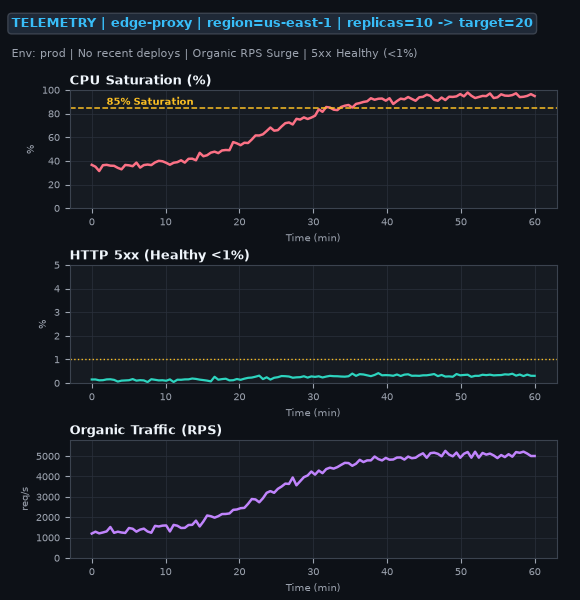 TELEMETRY | edge-proxy | region=us-east-1 | replicas=10 -> target=20
Env: prod | No recent deploys | Organic RPS Surge | 5xx Healthy (<1%)
CPU Saturation (%)
100
80
60
40
20
0
%
85% Saturation
0 10 20 30 40 50 60
Time (min)
HTTP 5xx (Healthy <1%)
5
4
3
2
1
0
%
0 10 20 30 40 50 60
Time (min)
Organic Traffic (RPS)
5000
4000
3000
2000
1000
0
req/s
0 10 20 30 40 50 60
Time (min)